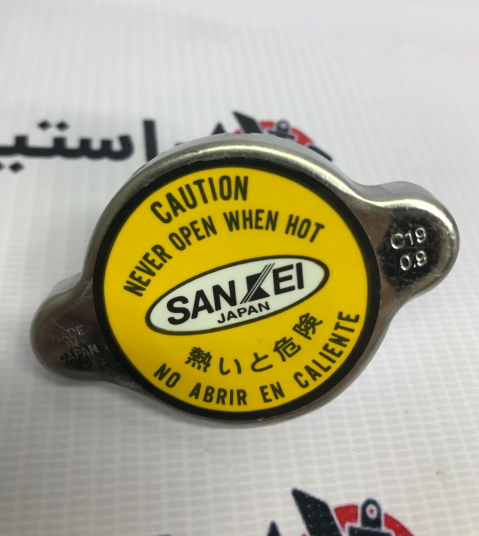 استی
CAUTION
NEVER OPEN WHEN HOT
SANKEI
JAPAN
熱いと危険
NO ABRIR EN CALIENTE
C19
0.9
MADE
IN
JAPAN